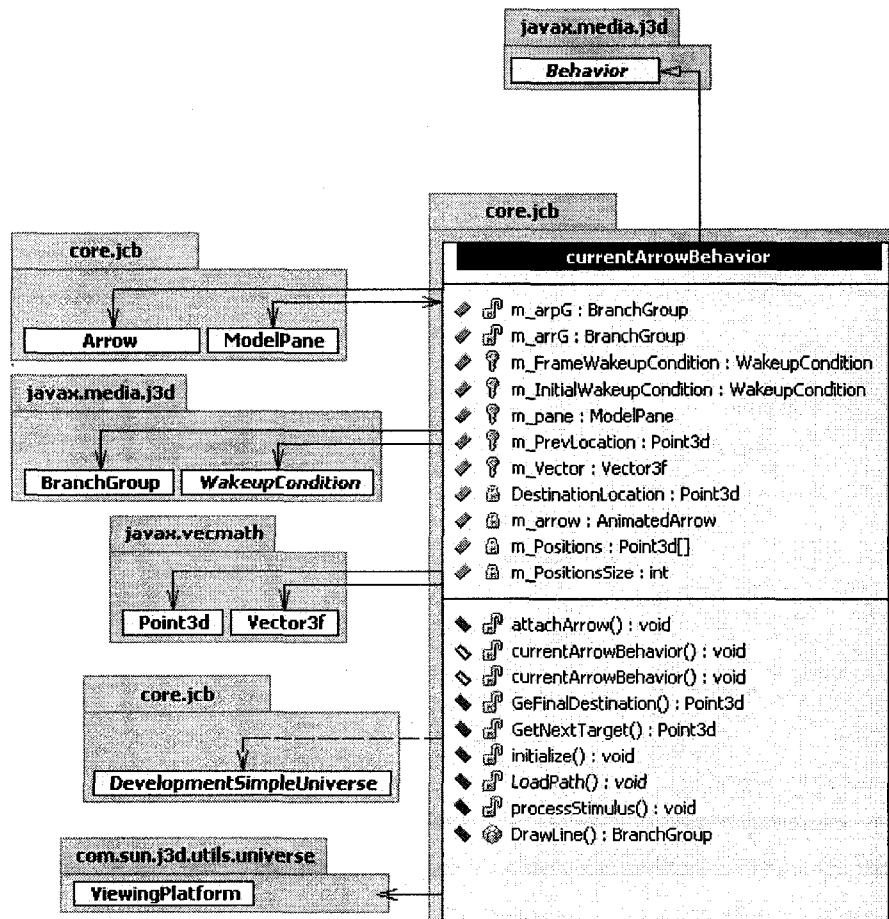 javax.media.j3d
Behavior
core.jcb
currentArrowBehavior
core.jcb
Arrow
ModelPane
javax.media.j3d
BranchGroup
WakeupCondition
javax.vecmath
Point3d
Vector3f
core.jcb
DevelopmentSimpleUniverse
com.sun.j3d.utils.universe
ViewingPlatform
m_arpG : BranchGroup
m_arrG : BranchGroup
m_FrameWakeupCondition : WakeupCondition
m_InitialWakeupCondition : WakeupCondition
m_pane : ModelPane
m_PrevLocation : Point3d
m_Vector : Vector3f
DestinationLocation : Point3d
m_arrow : AnimatedArrow
m_Positions : Point3d[]
m_PositionsSize : int
attachArrow() : void
currentArrowBehavior() : void
currentArrowBehavior() : void
GeFinalDestination() : Point3d
GetNextTarget() : Point3d
initialize() : void
LoadPath() : void
processStimulus() : void
DrawLine() : BranchGroup